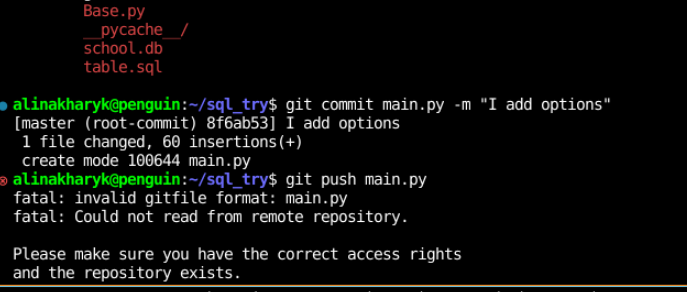 Base.py
__pycache__/
school.db
table.sql
alinakharyk@penguin:~/sql_try$ git commit main.py -m "I add options"
[master (root-commit) 8f6ab53] I add options
 1 file changed, 60 insertions(+)
 create mode 100644 main.py
alinakharyk@penguin:~/sql_try$ git push main.py
fatal: invalid gitfile format: main.py
fatal: Could not read from remote repository.

Please make sure you have the correct access rights
and the repository exists.